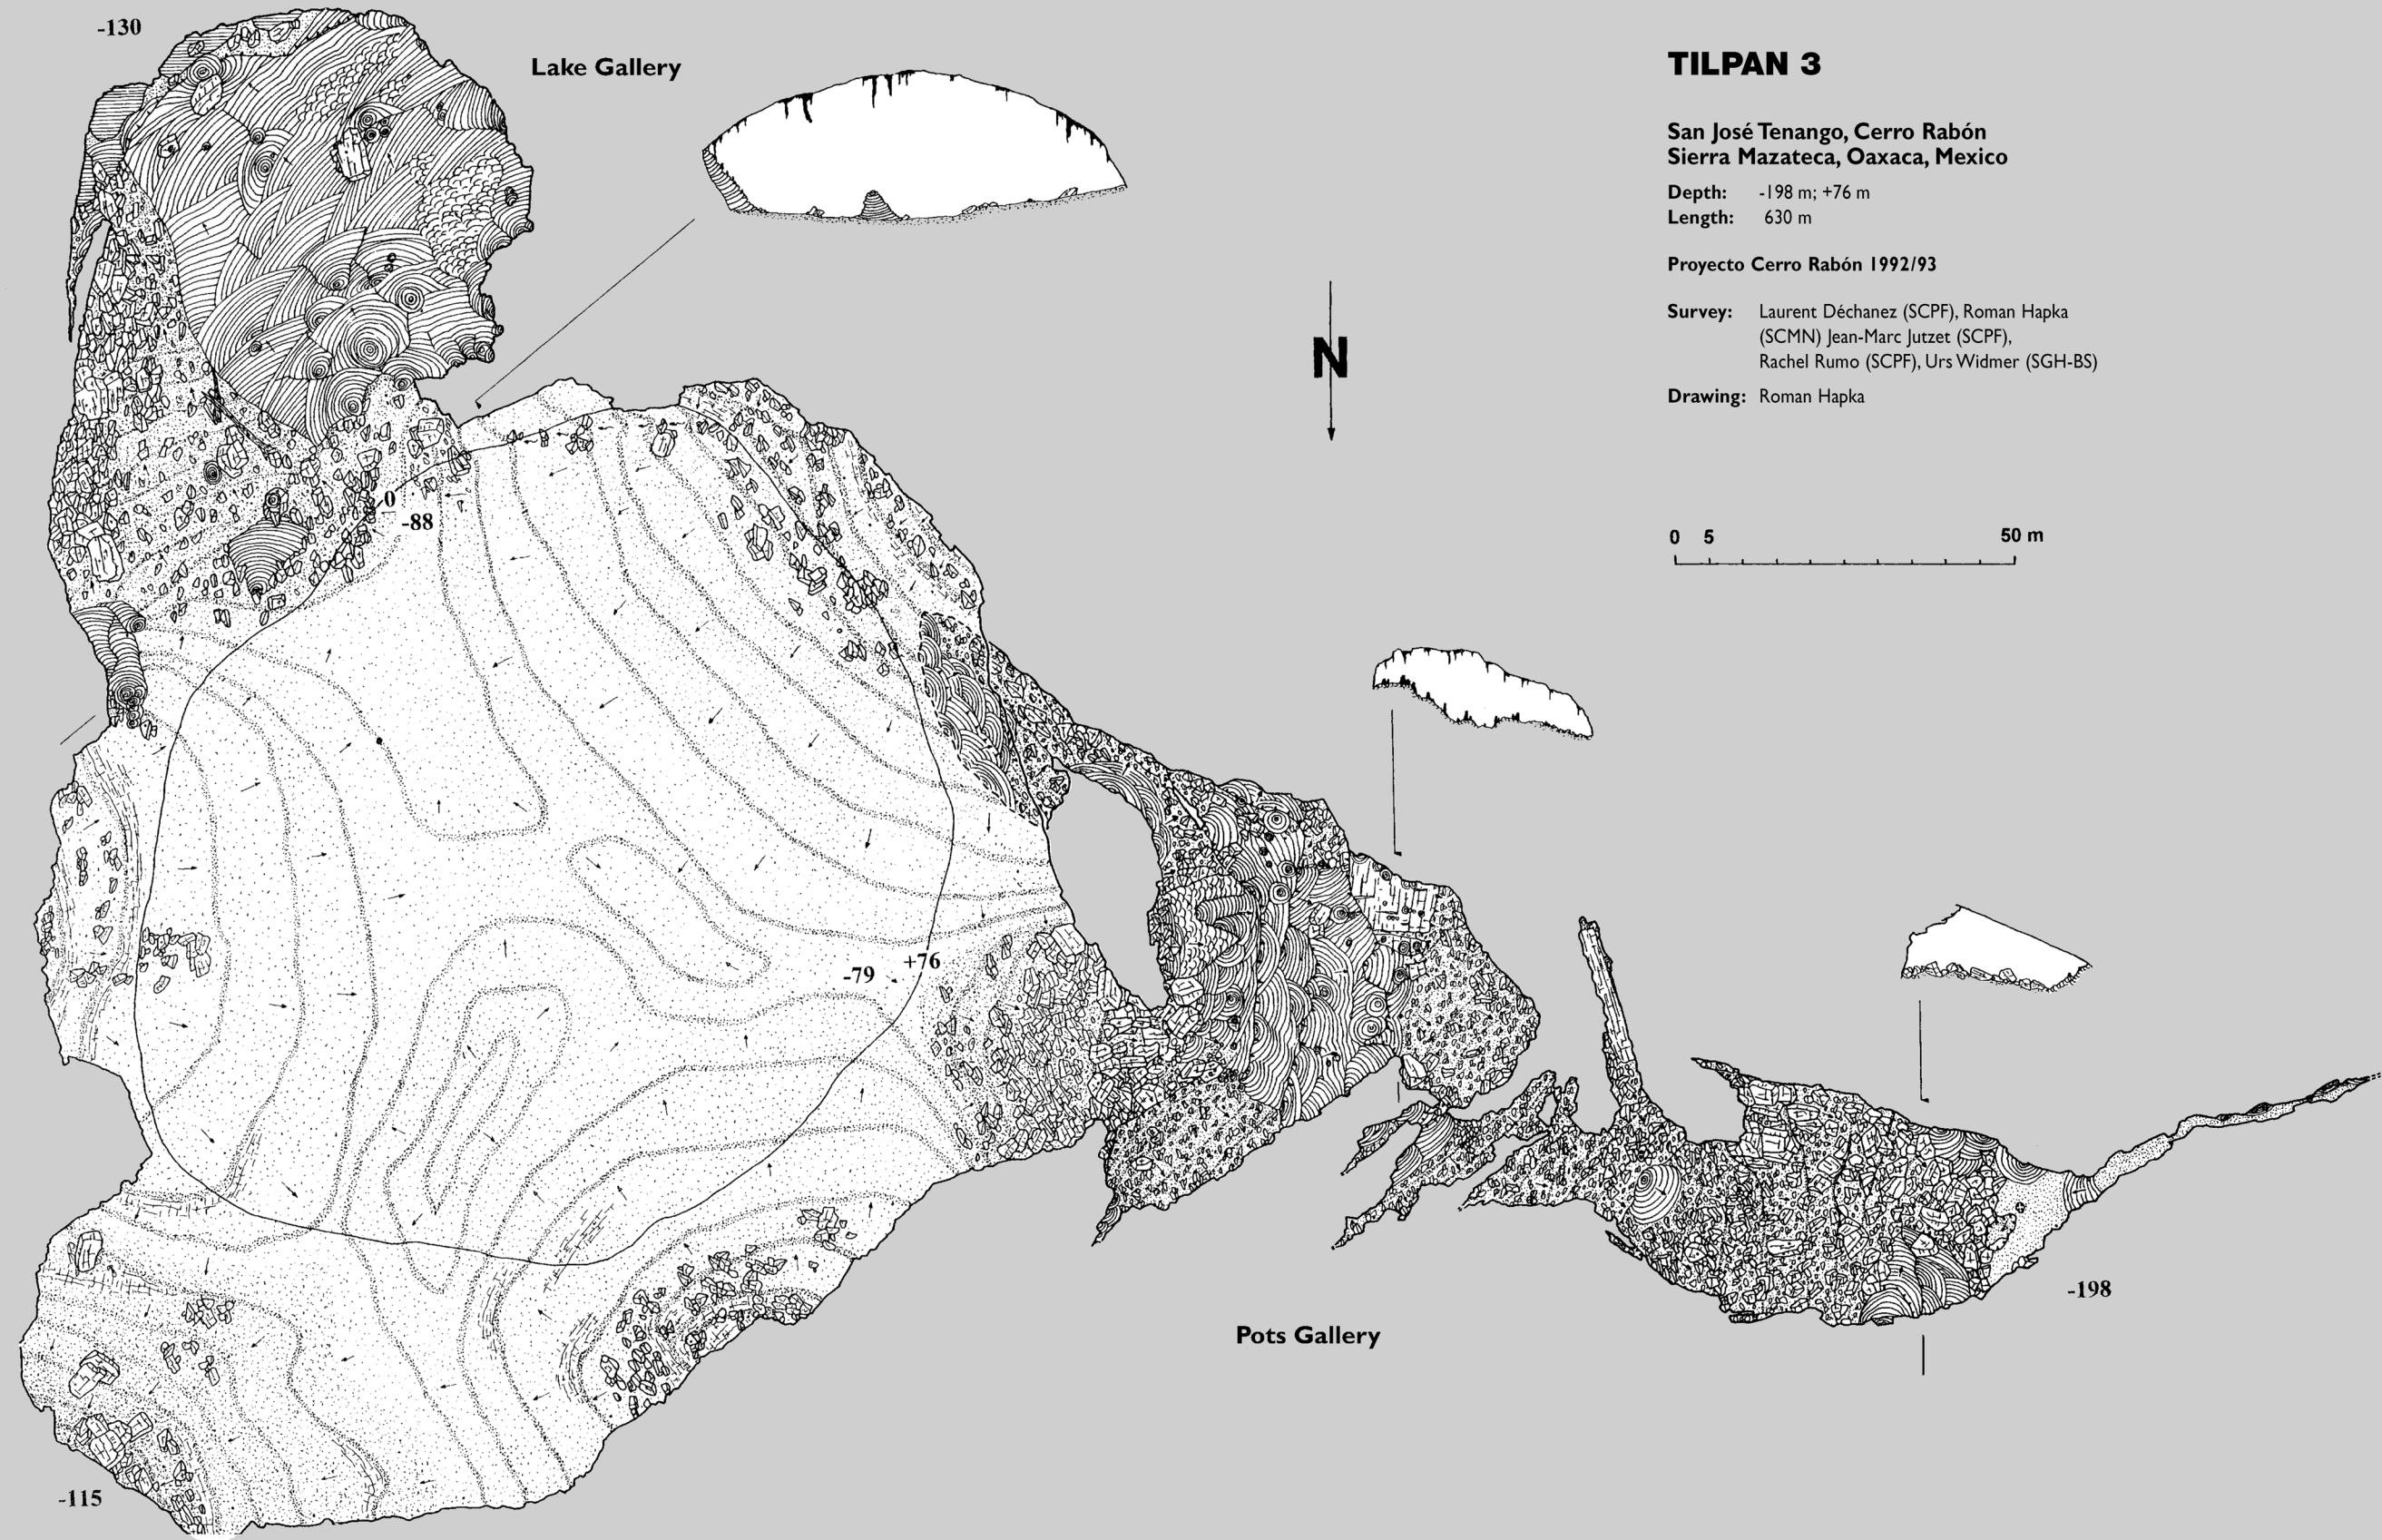 -130
Lake Gallery
TILPAN 3
San José Tenango, Cerro Rabón
Sierra Mazateca, Oaxaca, Mexico
Depth: -198 m; +76 m
Length: 630 m
Proyecto Cerro Rabón 1992/93
Survey: Laurent Déchanez (SCPF), Roman Hapka
(SCMN) Jean-Marc Jutzet (SCPF),
Rachel Rumo (SCPF), Urs Widmer (SGH-BS)
Drawing: Roman Hapka
N
0 5 50 m
0
-88
-79 +76
-198
Pots Gallery
-115